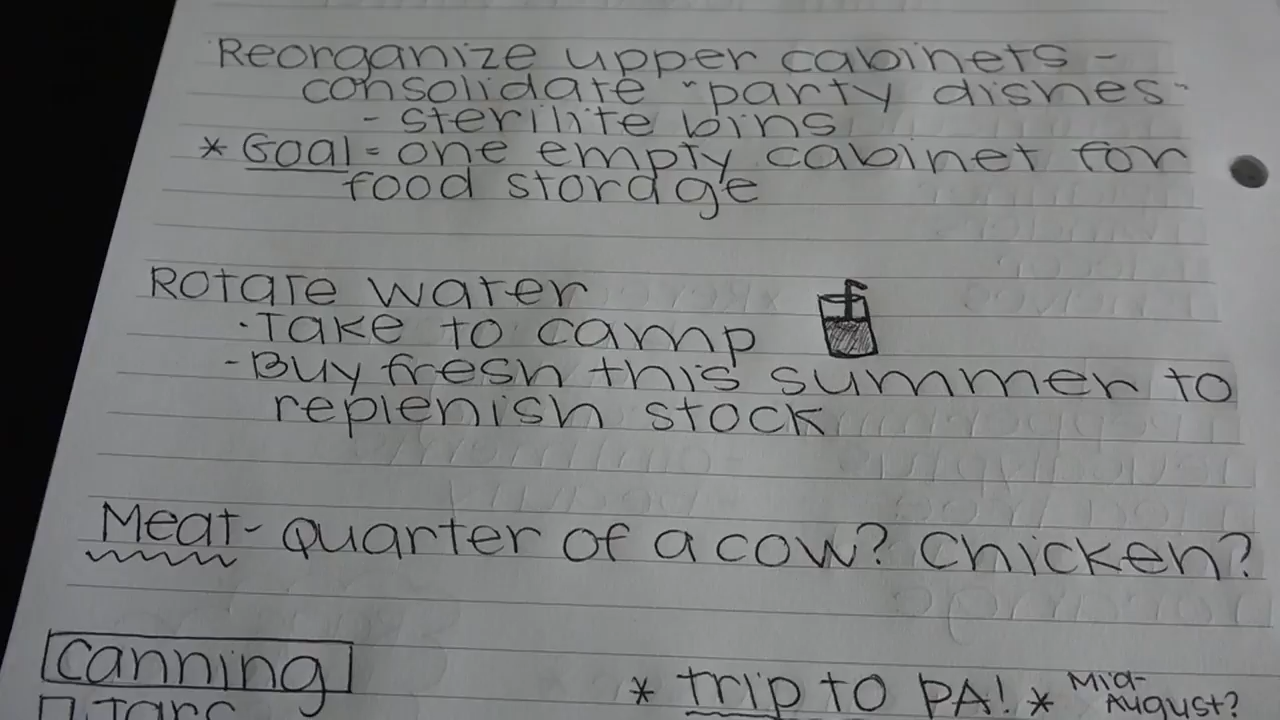 Reorganize upper cabinets -
consolidate "party dishes"
- sterilite bins
* Goal = one empty cabinet for
food storage
Rotate water
· Take to camp
- Buy fresh this summer to
replenish stock
Meat - quarter of a cow? Chicken?
canning
* trip to PA! * Mid-
August?
Jars